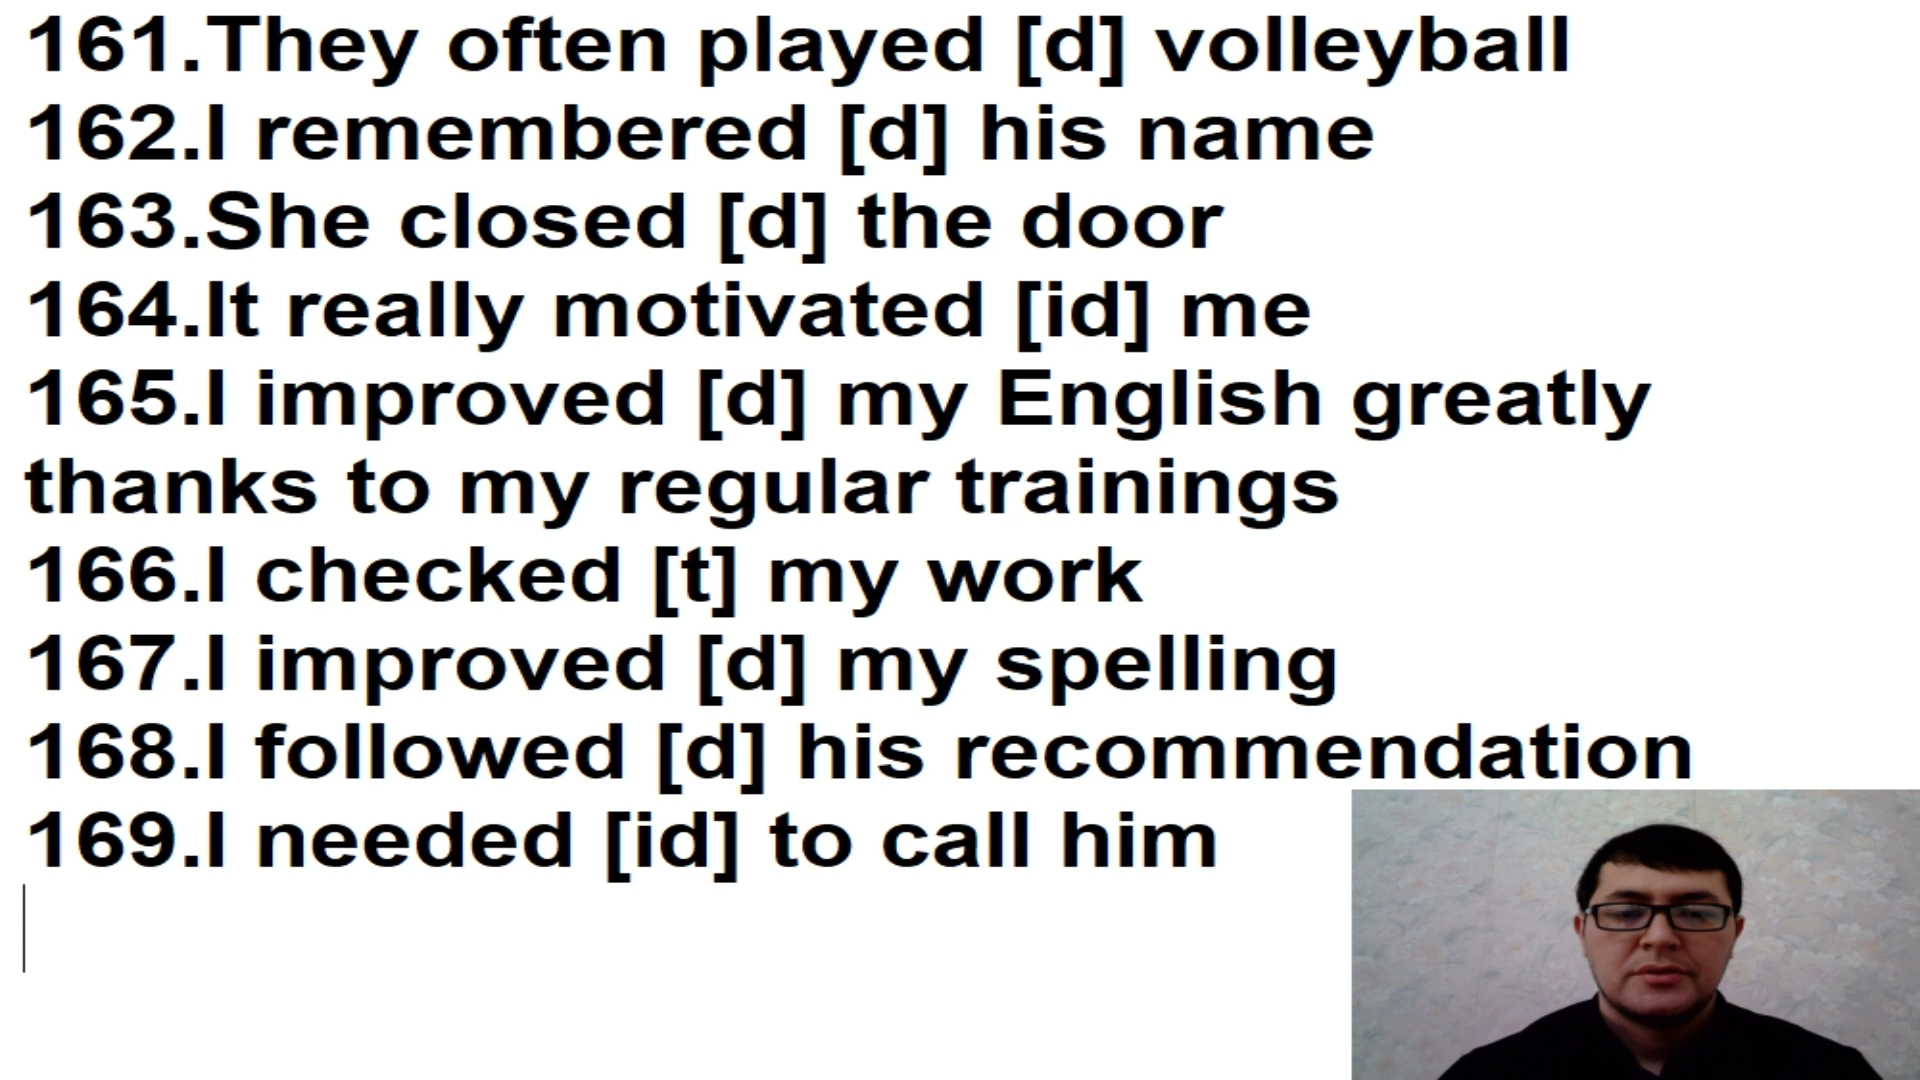 161.They often played [d] volleyball
162.I remembered [d] his name
163.She closed [d] the door
164.It really motivated [id] me
165.I improved [d] my English greatly
thanks to my regular trainings
166.I checked [t] my work
167.I improved [d] my spelling
168.I followed [d] his recommendation
169.I needed [id] to call him